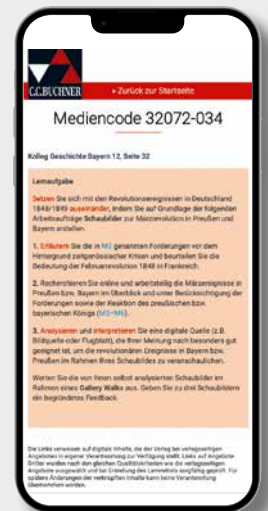 C.C.BUCHNER
▸ Zurück zur Startseite
Mediencode 32072-034
Kolleg Geschichte Bayern 12, Seite 32
Lernaufgabe
Setzen Sie sich mit den Revolutionsereignissen in Deutschland
1848/1849 auseinander, indem Sie auf Grundlage der folgenden
Arbeitsaufträge Schaubilder zur Märzrevolution in Preußen und
Bayern erstellen.
1. Erläutern Sie die in M2 genannten Forderungen vor dem
Hintergrund zeitgenössischer Krisen und beurteilen Sie die
Bedeutung der Februarrevolution 1848 in Frankreich.
2. Recherchieren Sie online und arbeitsteilig die Märzereignisse in
Preußen bzw. Bayern im Überblick und unter Berücksichtigung der
Forderungen sowie der Reaktion des preußischen bzw.
bayerischen Königs (M3–M6).
3. Analysieren und interpretieren Sie eine digitale Quelle (z.B.
Bildquelle oder Flugblatt), die Ihrer Meinung nach besonders gut
geeignet ist, um die revolutionären Ereignisse in Bayern bzw.
Preußen im Rahmen Ihres Schaubildes zu veranschaulichen.
Werten Sie die von Ihnen selbst analysierten Schaubilder im
Rahmen eines Gallery Walks aus. Geben Sie zu drei Schaubildern
ein begründetes Feedback.
Die Links verweisen auf digitale Inhalte, die der Verlag bei verlagsseitigen
Angeboten in eigener Verantwortung zur Verfügung stellt. Links auf Angebote
Dritter wurden nach den gleichen Qualitätskriterien wie die verlagsseitigen
Angebote ausgewählt und bei Erstellung des Lernmittels sorgfältig geprüft. Für
spätere Änderungen der verknüpften Inhalte kann keine Verantwortung
übernommen werden.